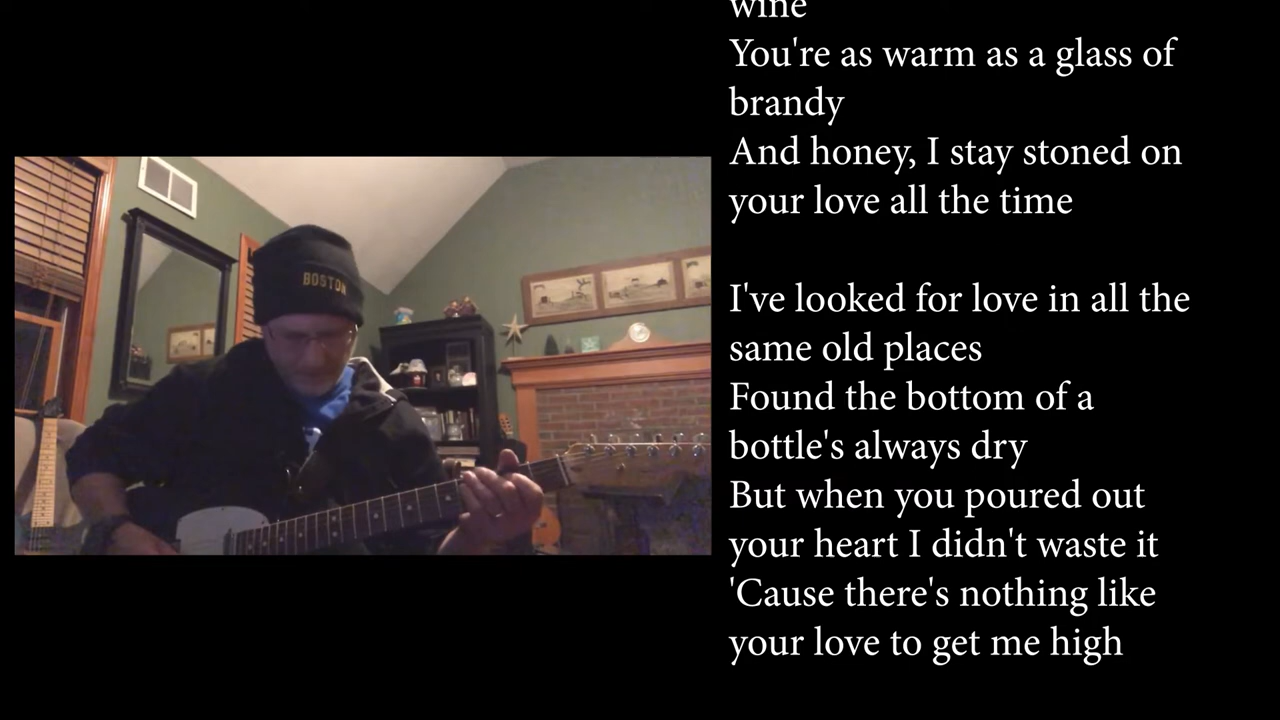 wine
You're as warm as a glass of
brandy
And honey, I stay stoned on
your love all the time
I've looked for love in all the
same old places
Found the bottom of a
bottle's always dry
But when you poured out
your heart I didn't waste it
'Cause there's nothing like
your love to get me high
BOSTON